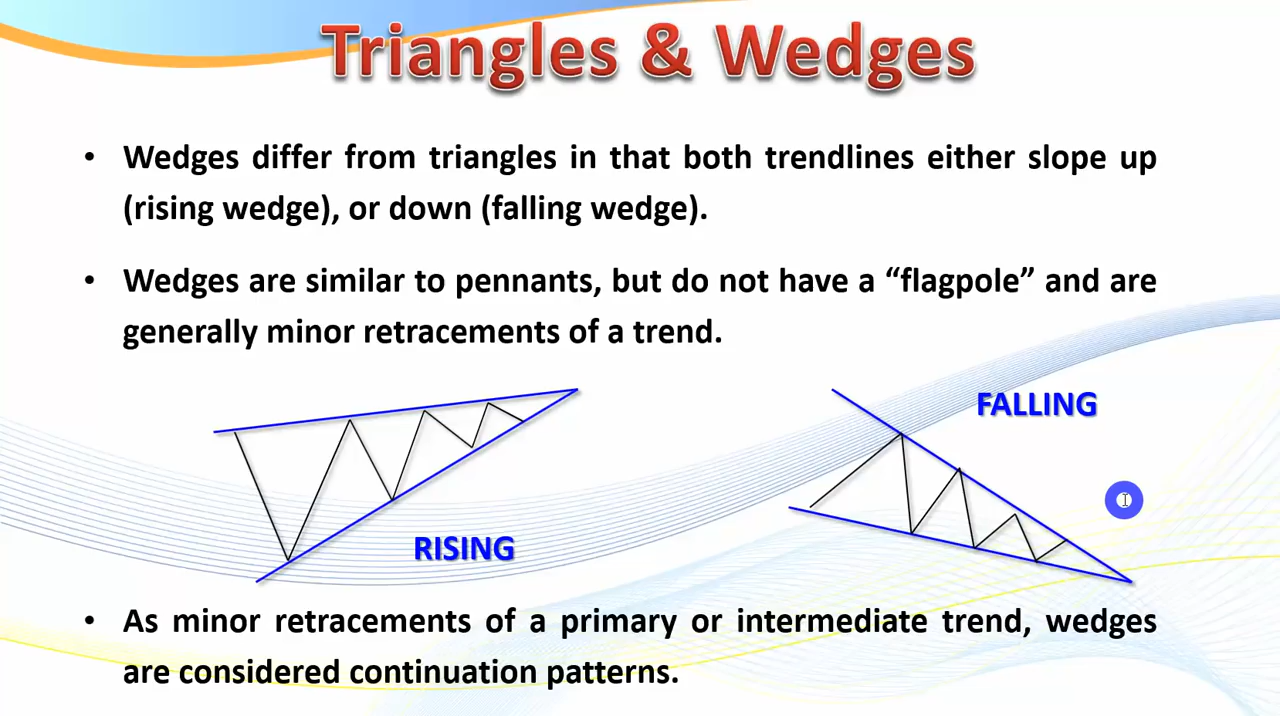 Triangles & Wedges
• Wedges differ from triangles in that both trendlines either slope up
(rising wedge), or down (falling wedge).
• Wedges are similar to pennants, but do not have a “flagpole” and are
generally minor retracements of a trend.
FALLING
RISING
• As minor retracements of a primary or intermediate trend, wedges
are considered continuation patterns.